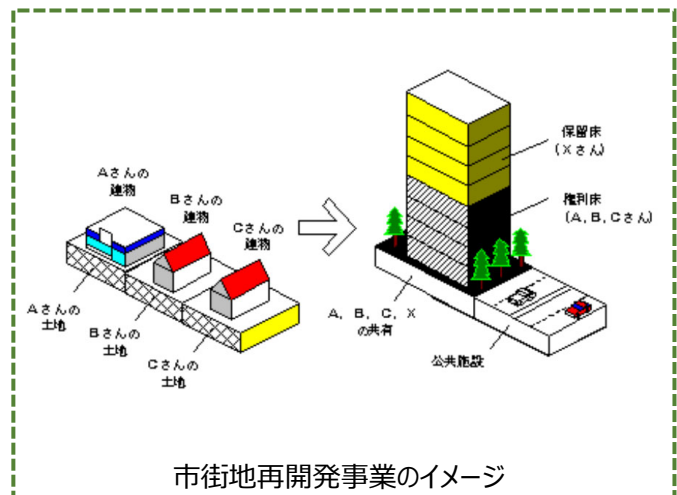 Aさんの
建物
Bさんの
建物
Cさんの
建物
Aさんの
土地
Bさんの
土地
Cさんの
土地
保留床
(Xさん)
権利床
(A, B, Cさん)
A, B, C, X
の共有
公共施設
市街地再開発事業のイメージ